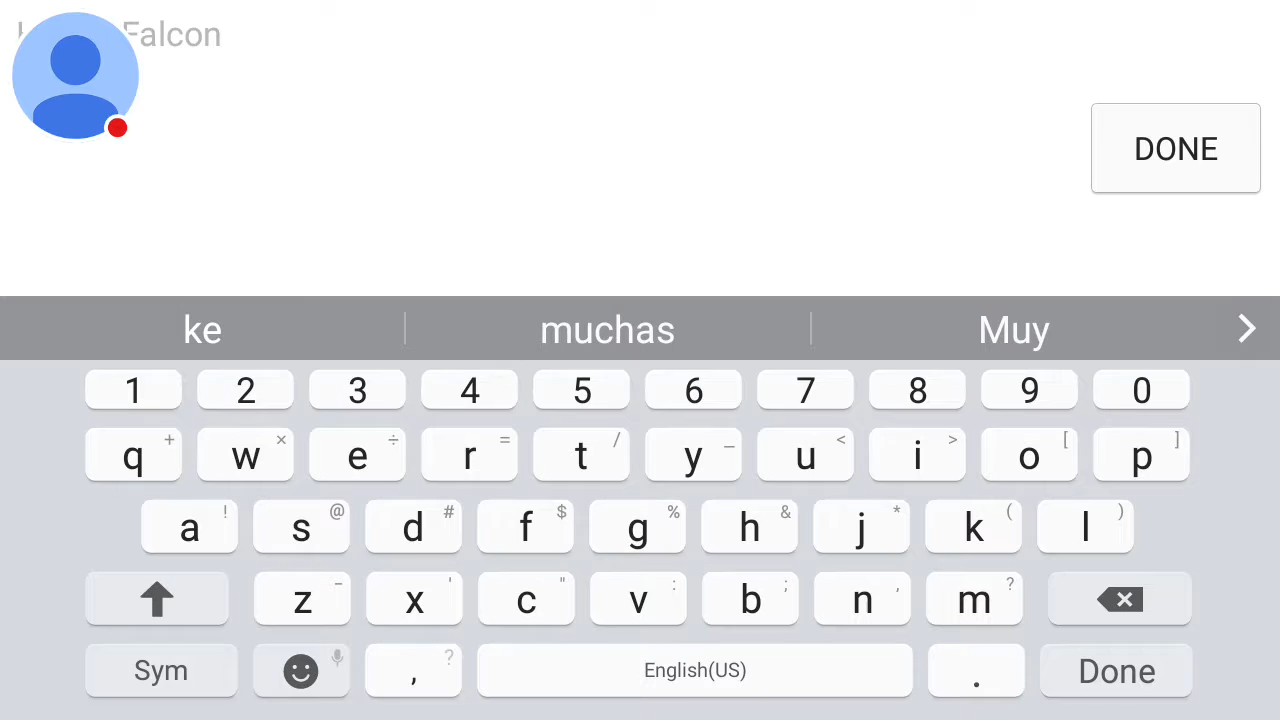 Falcon
DONE
ke muchas Muy
1 2 3 4 5 6 7 8 9 0
q + w × e ÷ r = t / y _ u < i > o [ p ]
a ! s @ d # f $ g % h & j * k ( l )
z - x ' c " v : b ; n , m ?
Sym , ? English(US) . Done